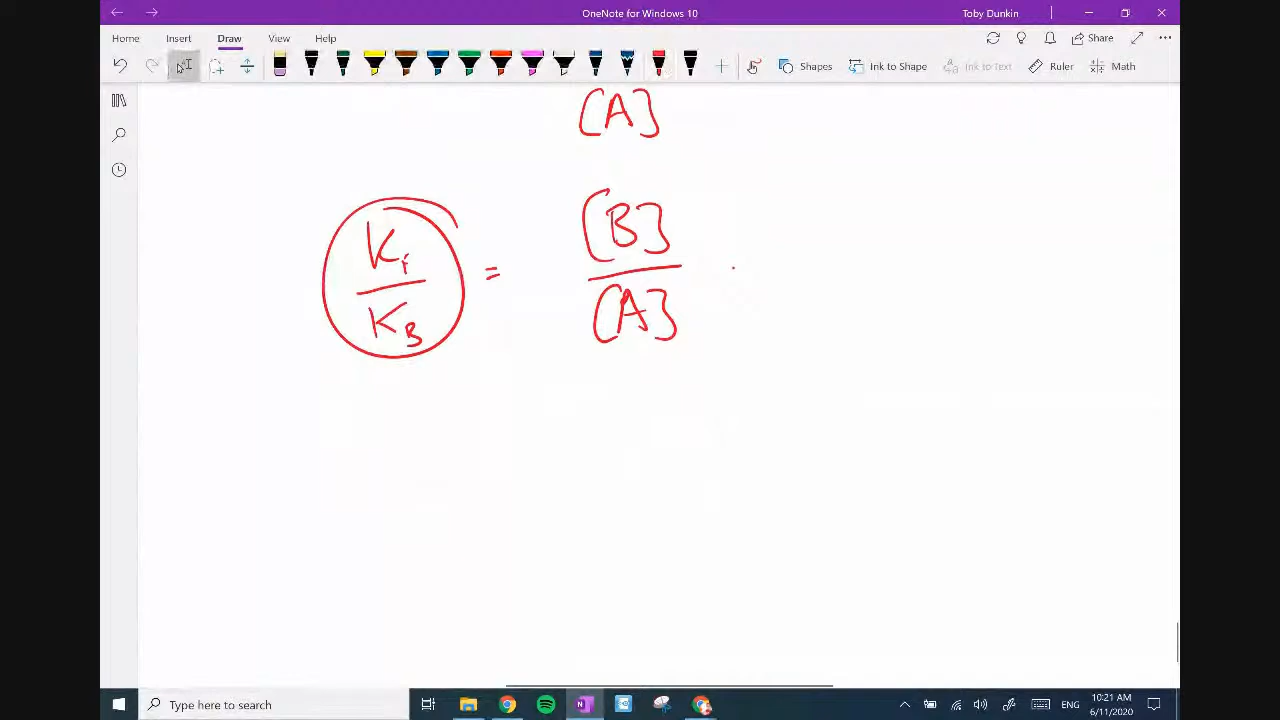 OneNote for Windows 10
Toby Dunkin
Home Insert Draw View Help
Share
Shapes Ink to Shape Ink to Text Ruler Math
[A]
Kf
KB
=
[B]
[A]
Type here to search
ENG
10:21 AM
6/11/2020